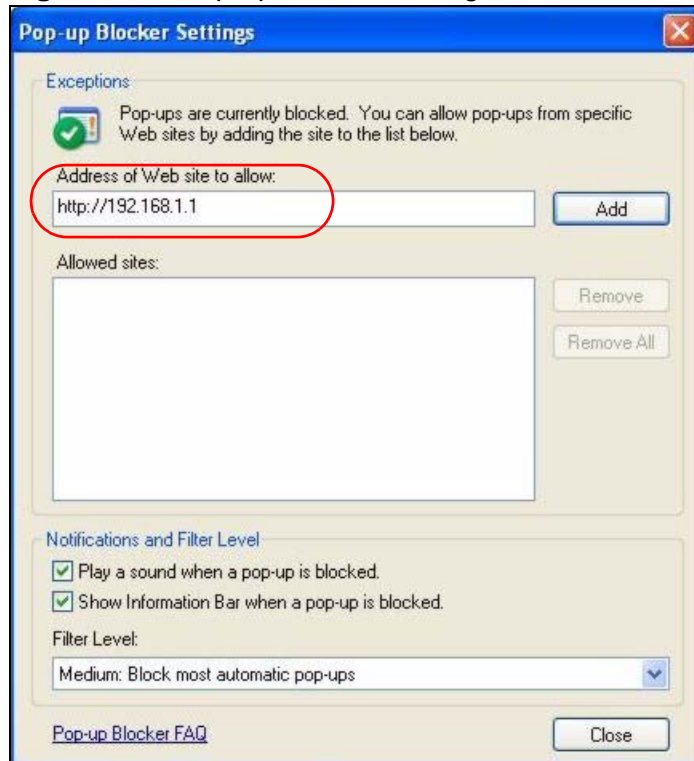 Pop-up Blocker Settings
Exceptions
Pop-ups are currently blocked. You can allow pop-ups from specific
Web sites by adding the site to the list below.
Address of Web site to allow:
http://192.168.1.1
Add
Allowed sites:
Remove
Remove All
Notifications and Filter Level
Play a sound when a pop-up is blocked.
Show Information Bar when a pop-up is blocked.
Filter Level:
Medium: Block most automatic pop-ups
Pop-up Blocker FAQ
Close